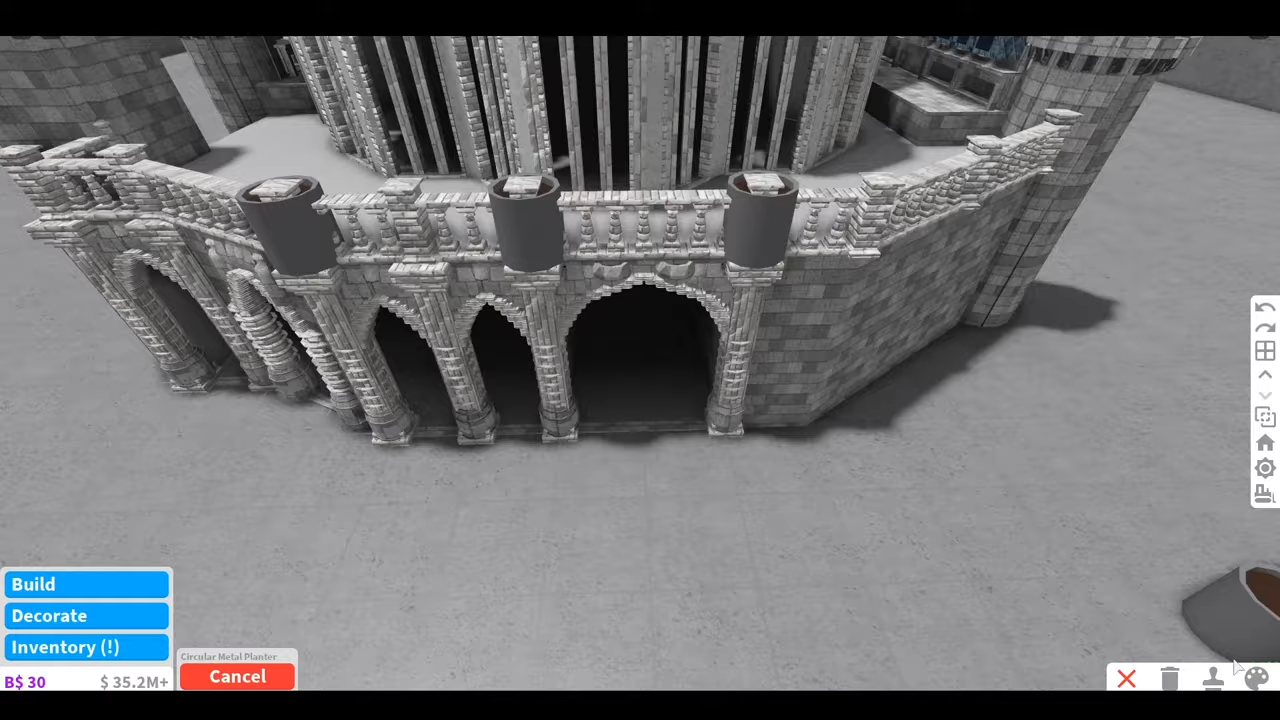 Build
Decorate
Inventory (!)
B$ 30
$ 35.2M+
Circular Metal Planter
Cancel